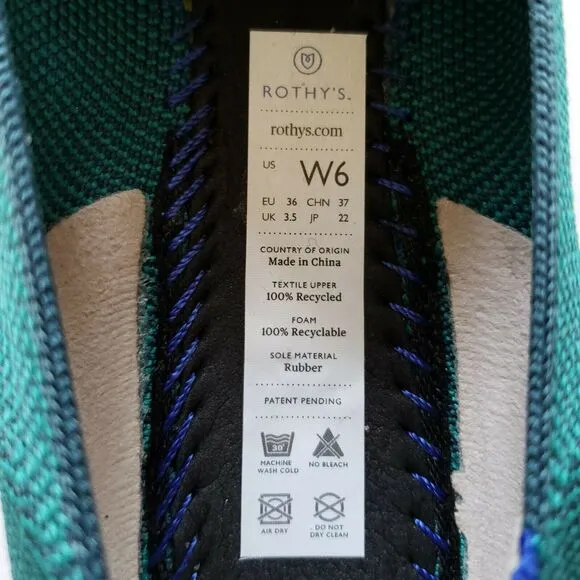 ROTHY'S™
rothys.com
US W6
EU 36 CHN 37
UK 3.5 JP 22
COUNTRY OF ORIGIN
Made in China
TEXTILE UPPER
100% Recycled
FOAM
100% Recyclable
SOLE MATERIAL
Rubber
PATENT PENDING
30°
MACHINE WASH COLD
NO BLEACH
AIR DRY
DO NOT DRY CLEAN